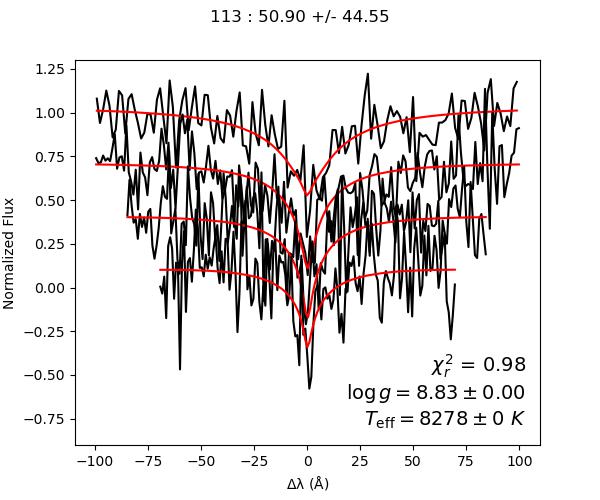 113 : 50.90 +/- 44.55
Normalized Flux
1.25
1.00
0.75
0.50
0.25
0.00
−0.25
−0.50
−0.75
χ²ᵣ = 0.98
log g = 8.83 ± 0.00
T_eff = 8278 ± 0 K
−100 −75 −50 −25 0 25 50 75 100
Δλ (Å)